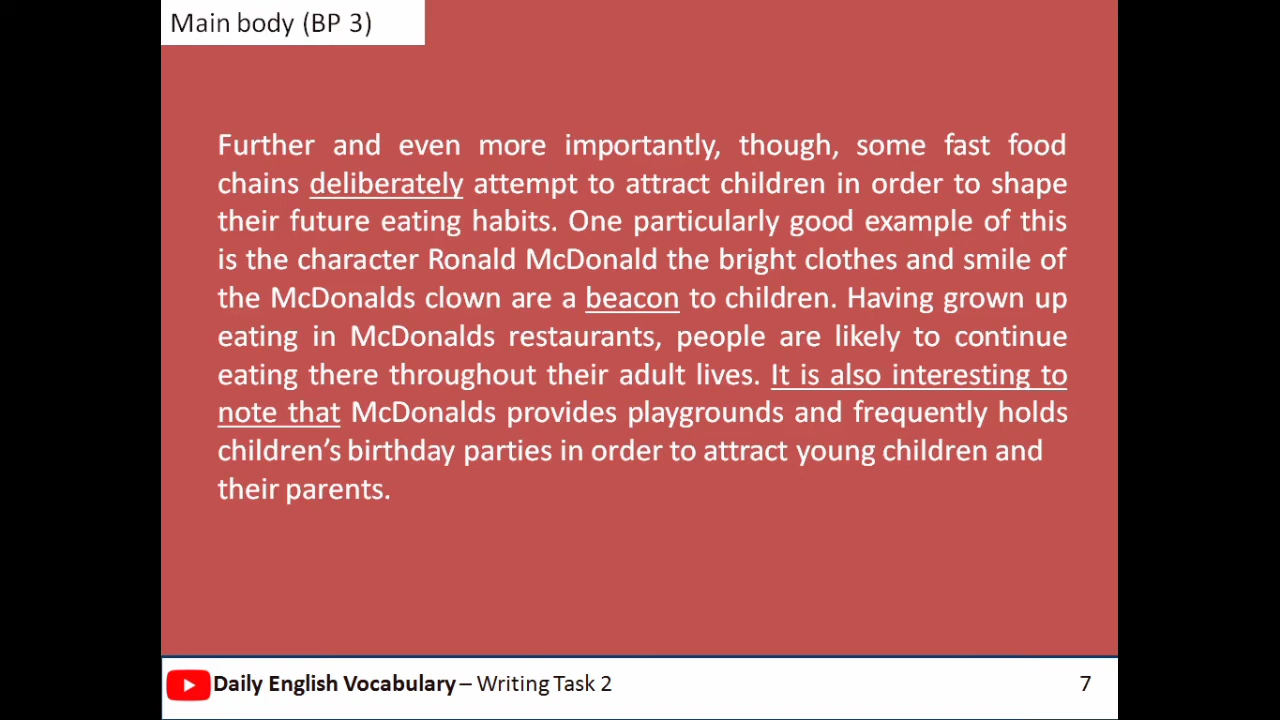 Main body (BP 3)
Further and even more importantly, though, some fast food
chains deliberately attempt to attract children in order to shape
their future eating habits. One particularly good example of this
is the character Ronald McDonald the bright clothes and smile of
the McDonalds clown are a beacon to children. Having grown up
eating in McDonalds restaurants, people are likely to continue
eating there throughout their adult lives. It is also interesting to
note that McDonalds provides playgrounds and frequently holds
children’s birthday parties in order to attract young children and
their parents.
Daily English Vocabulary – Writing Task 2 7